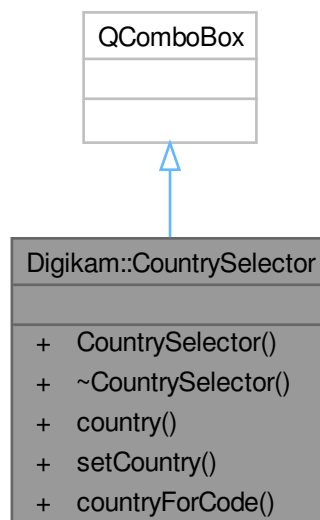 QComboBox
Digikam::CountrySelector
+ CountrySelector()
+ ~CountrySelector()
+ country()
+ setCountry()
+ countryForCode()